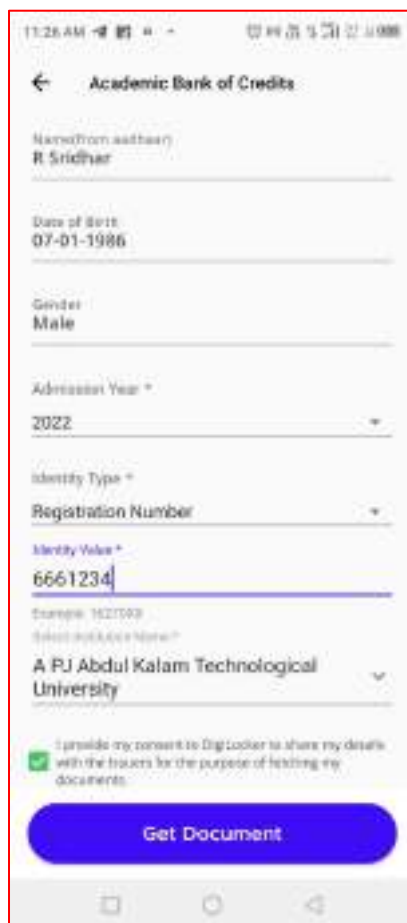 11:26 AM
Academic Bank of Credits
Name(from aadhaar)
R Sridhar
Date of Birth
07-01-1986
Gender
Male
Admission Year *
2022
Identity Type *
Registration Number
Identity Value *
6661234
Example:
Select Institution Name *
A PJ Abdul Kalam Technological
University
I provide my consent to DigiLocker to share my details
with the Issuers for the purpose of fetching my
documents.
Get Document